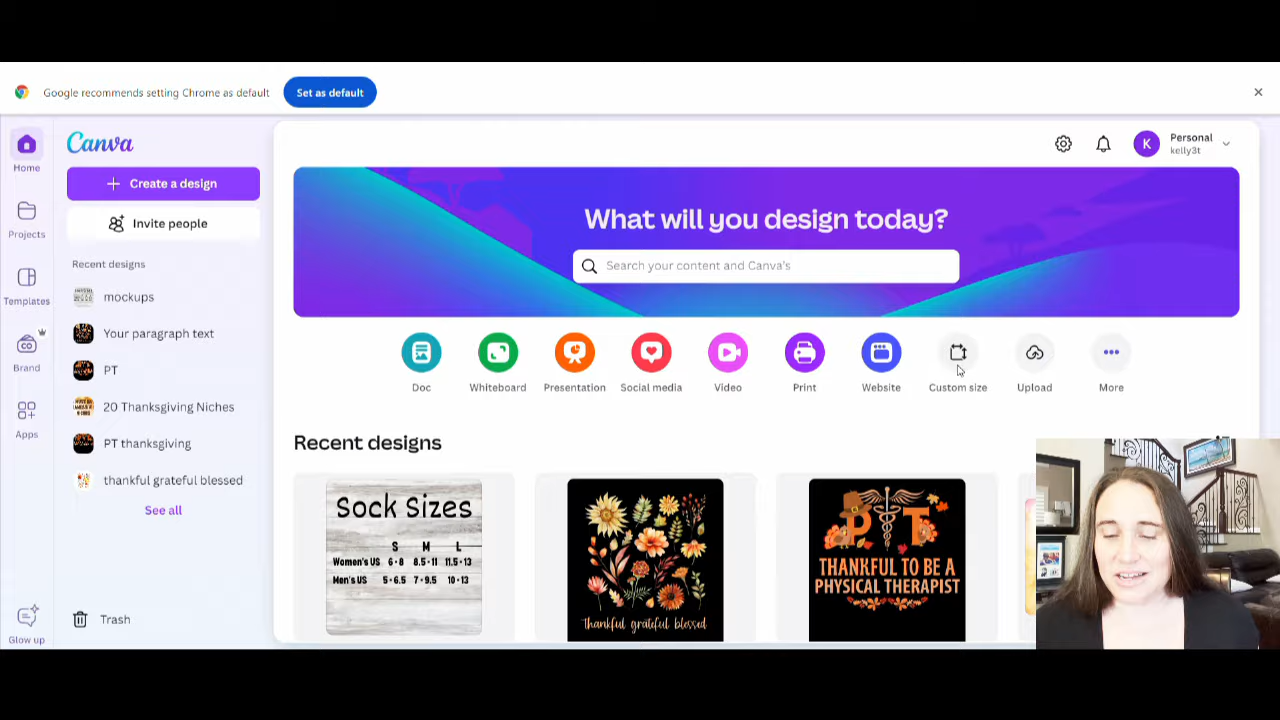 Google recommends setting Chrome as default
Set as default
Home
Projects
Templates
Brand
Apps
Glow up
Canva
Create a design
Invite people
Recent designs
mockups
Your paragraph text
PT
20 Thanksgiving Niches
PT thanksgiving
thankful grateful blessed
See all
Trash
K
Personal
kelly3t
What will you design today?
Search your content and Canva's
Doc
Whiteboard
Presentation
Social media
Video
Print
Website
Custom size
Upload
More
Recent designs
Sock Sizes
S M L
Women's US 6-8 8.5-11 11.5-13
Men's US 5-6.5 7-9.5 10-13
thankful grateful blessed
PT
THANKFUL TO BE A
PHYSICAL THERAPIST